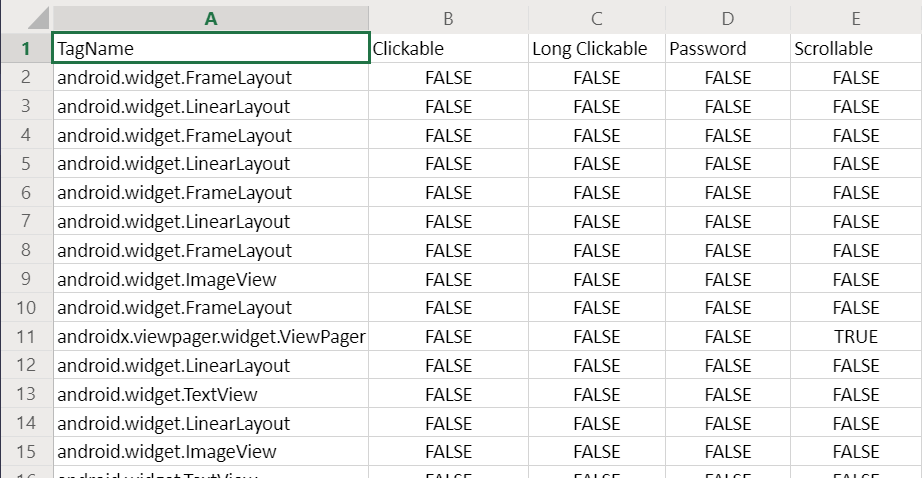 A B C D E
1 TagName Clickable Long Clickable Password Scrollable
2 android.widget.FrameLayout FALSE FALSE FALSE FALSE
3 android.widget.LinearLayout FALSE FALSE FALSE FALSE
4 android.widget.FrameLayout FALSE FALSE FALSE FALSE
5 android.widget.LinearLayout FALSE FALSE FALSE FALSE
6 android.widget.FrameLayout FALSE FALSE FALSE FALSE
7 android.widget.LinearLayout FALSE FALSE FALSE FALSE
8 android.widget.FrameLayout FALSE FALSE FALSE FALSE
9 android.widget.ImageView FALSE FALSE FALSE FALSE
10 android.widget.FrameLayout FALSE FALSE FALSE FALSE
11 androidx.viewpager.widget.ViewPager FALSE FALSE FALSE TRUE
12 android.widget.LinearLayout FALSE FALSE FALSE FALSE
13 android.widget.TextView FALSE FALSE FALSE FALSE
14 android.widget.LinearLayout FALSE FALSE FALSE FALSE
15 android.widget.ImageView FALSE FALSE FALSE FALSE